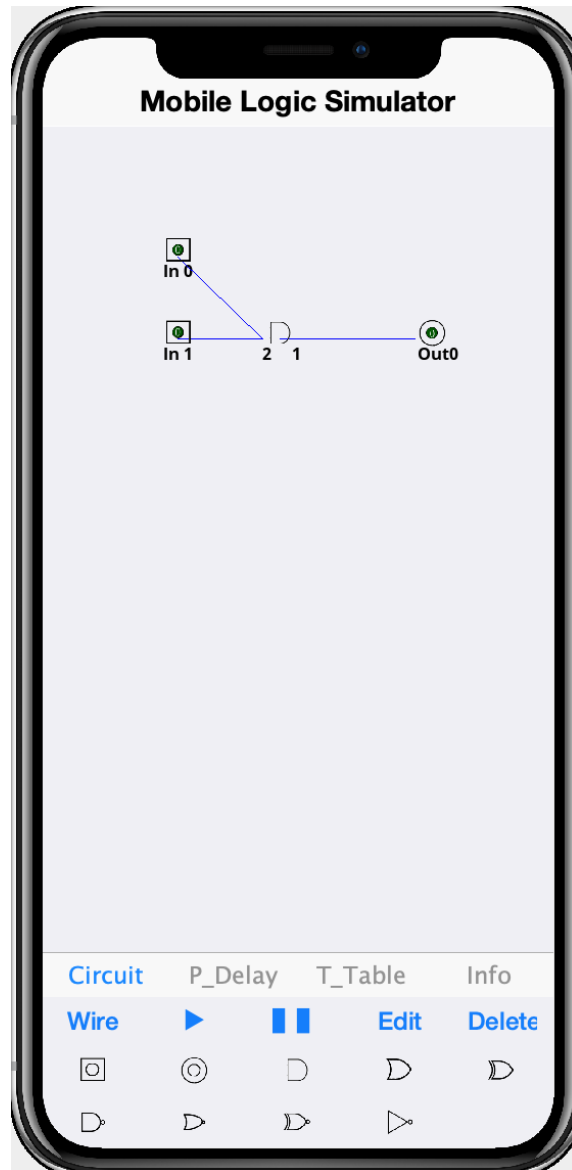 Mobile Logic Simulator
In 0
In 1
2 1
Out0
Circuit P_Delay T_Table Info
Wire Edit Delete